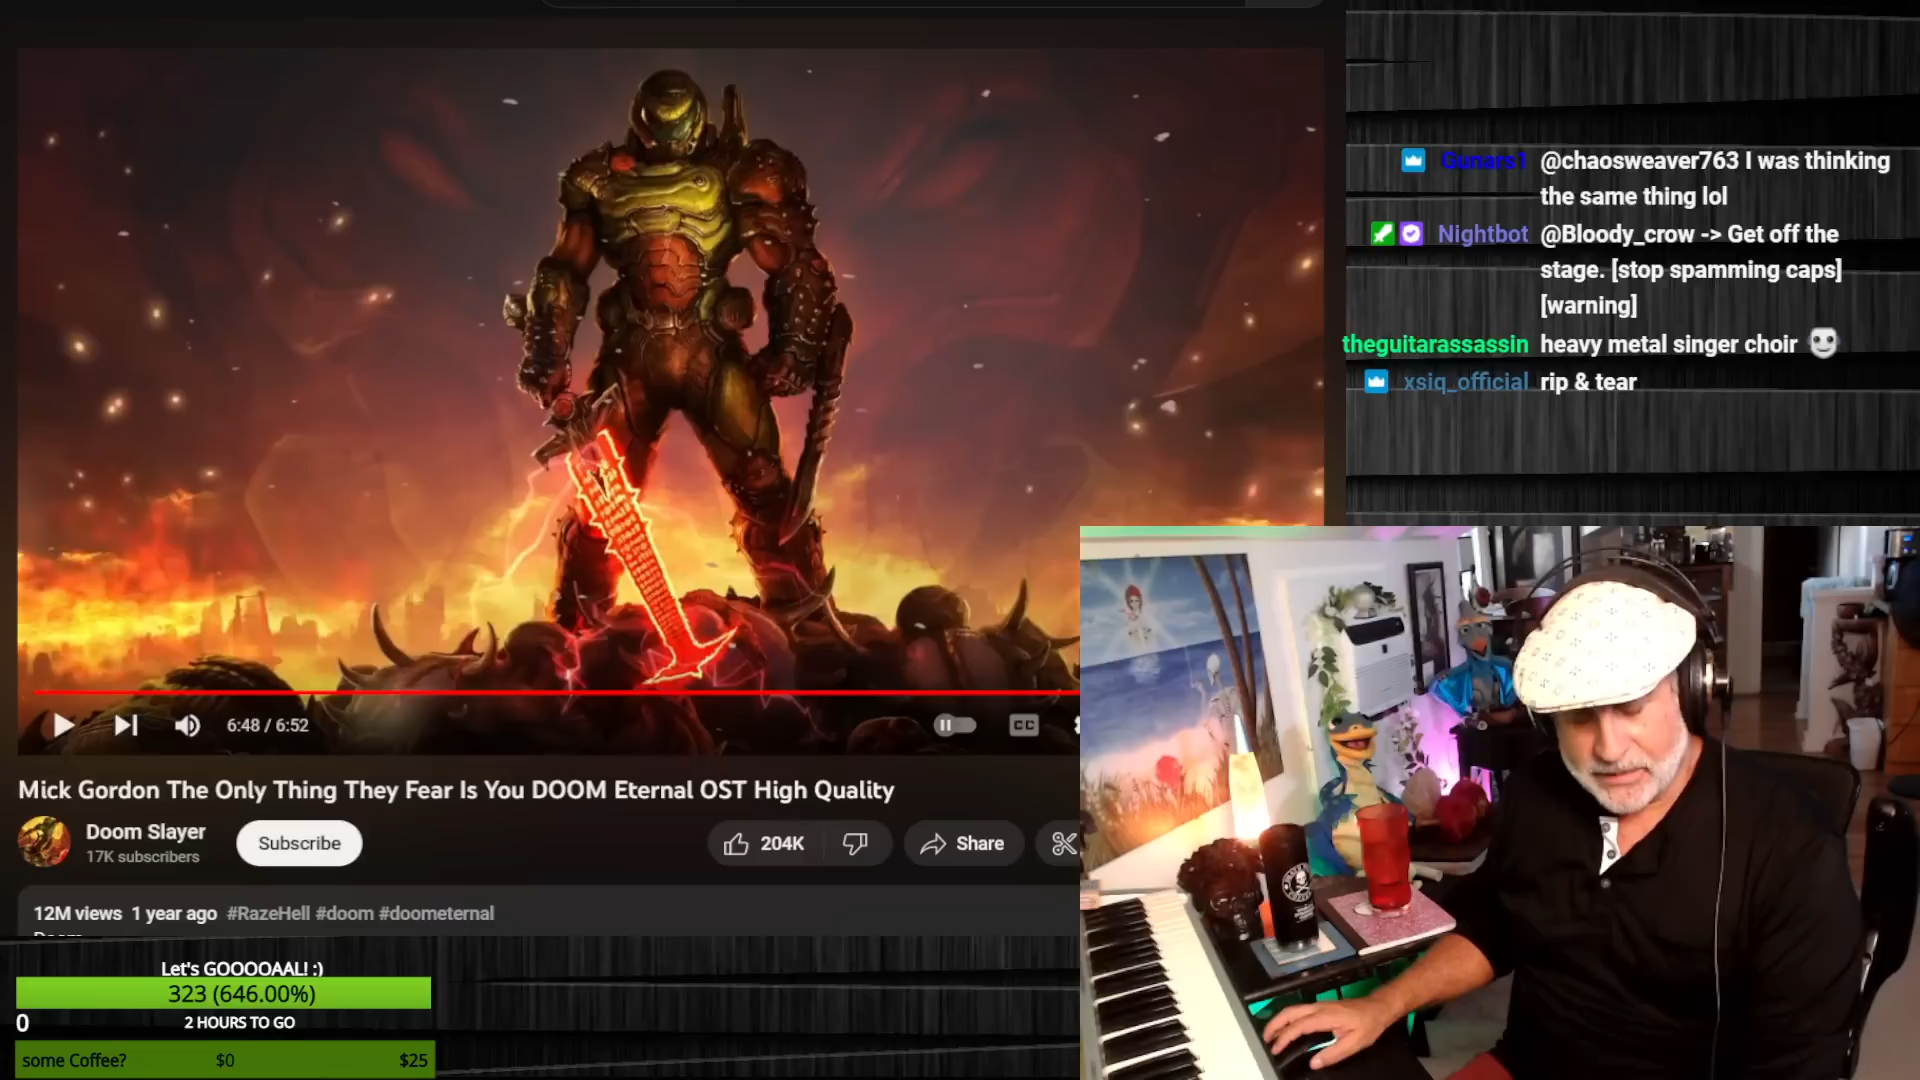 Gunars1 @chaosweaver763 I was thinking
the same thing lol
Nightbot @Bloody_crow -> Get off the
stage. [stop spamming caps]
[warning]
theguitarassassin heavy metal singer choir
xsiq_official rip & tear
6:48 / 6:52
CC
Mick Gordon The Only Thing They Fear Is You DOOM Eternal OST High Quality
Doom Slayer
17K subscribers
Subscribe
204K
Share
12M views 1 year ago #RazeHell #doom #doometernal
Let's GOOOOAAL! :)
323 (646.00%)
0
2 HOURS TO GO
some Coffee? $0 $25